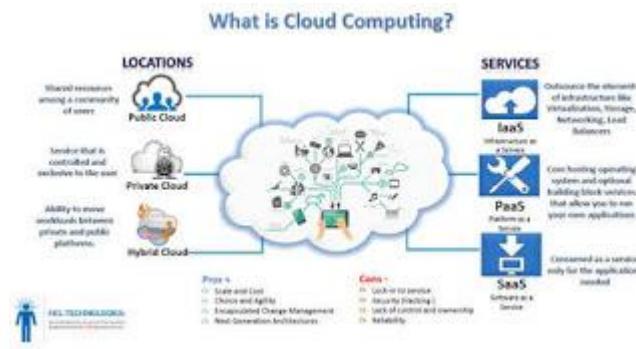 What is Cloud Computing?
LOCATIONS
Shared resources
among a community
of users
Public Cloud
Service that is
controlled and
exclusive to the user
Private Cloud
Ability to move
workloads between
private and public
platforms.
Hybrid Cloud
SERVICES
IaaS
Infrastructure as
a Service
Outsource the elements
of infrastructure like
Virtualization, Storage,
Networking, Load
Balancers
PaaS
Platform as a
Service
Core hosting operating
system and optional
building block services
that allow you to run
your own applications
SaaS
Software as a
Service
Consumed as a service
only for the applications
needed
Pros +
Scale and Cost
Choice and Agility
Encapsulated Change Management
Next Generation Architectures
Cons -
Lock-in to service
Security (Hacking)
Lack of control and ownership
Reliability
TECHNOLOGIES